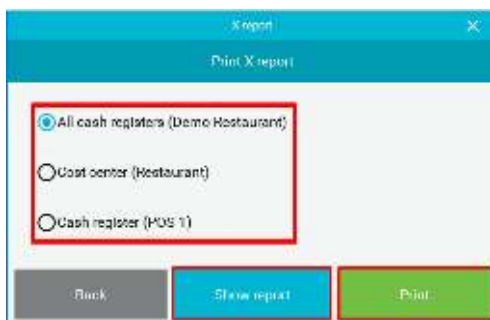 X report
Print X report
All cash registers (Demo Restaurant)
Cost center (Restaurant)
Cash register (POS 1)
Back
Show report
Print